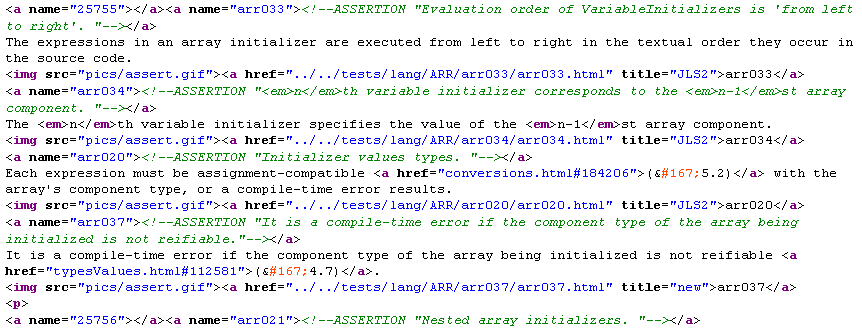 <a name="25755"></a><a name="arr033"><!--ASSERTION "Evaluation order of VariableInitializers is 'from left
to right'. "--></a>
The expressions in an array initializer are executed from left to right in the textual order they occur in
the source code.
<img src="pics/assert.gif"><a href="../../tests/lang/ARR/arr033/arr033.html" title="JLS2">arr033</a>
<a name="arr034"><!--ASSERTION "<em>n</em>th variable initializer corresponds to the <em>n-1</em>st array
component. "--></a>
The <em>n</em>th variable initializer specifies the value of the <em>n-1</em>st array component.
<img src="pics/assert.gif"><a href="../../tests/lang/ARR/arr034/arr034.html" title="JLS2">arr034</a>
<a name="arr020"><!--ASSERTION "Initializer values types. "--></a>
Each expression must be assignment-compatible <a href="conversions.html#184206">(&#167;5.2)</a> with the
array's component type, or a compile-time error results.
<img src="pics/assert.gif"><a href="../../tests/lang/ARR/arr020/arr020.html" title="JLS2">arr020</a>
<a name="arr037"><!--ASSERTION "It is a compile-time error if the component type of the array being
initialized is not reifiable."--></a>
It is a compile-time error if the component type of the array being initialized is not reifiable <a
href="typesValues.html#112581">(&#167;4.7)</a>.
<img src="pics/assert.gif"><a href="../../tests/lang/ARR/arr037/arr037.html" title="new">arr037</a>
<p>
<a name="25756"></a><a name="arr021"><!--ASSERTION "Nested array initializers. "--></a>